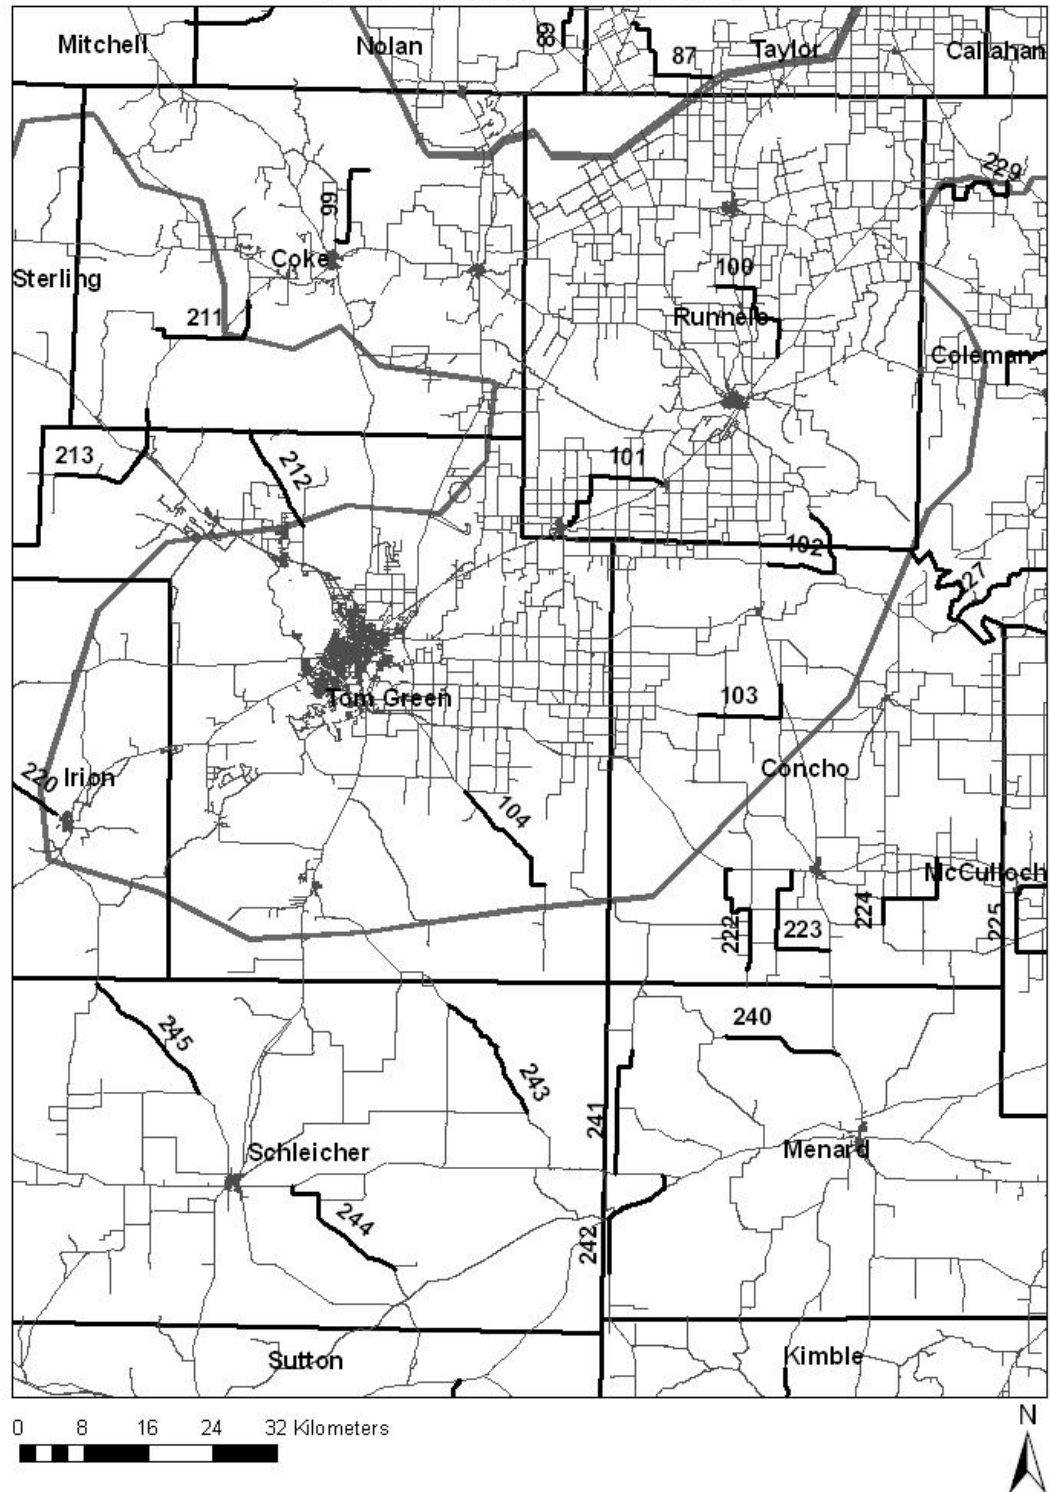 Mitchell
Nolan
89
87
Taylor
Callahan
229
99
Coke
Sterling
100
Runnels
211
Coleman
213
212
101
102
227
Tom Green
103
Concho
220
Irion
104
McCulloch
222
223
224
225
245
243
240
241
Schleicher
Menard
244
242
Sutton
Kimble
0 8 16 24 32 Kilometers
N